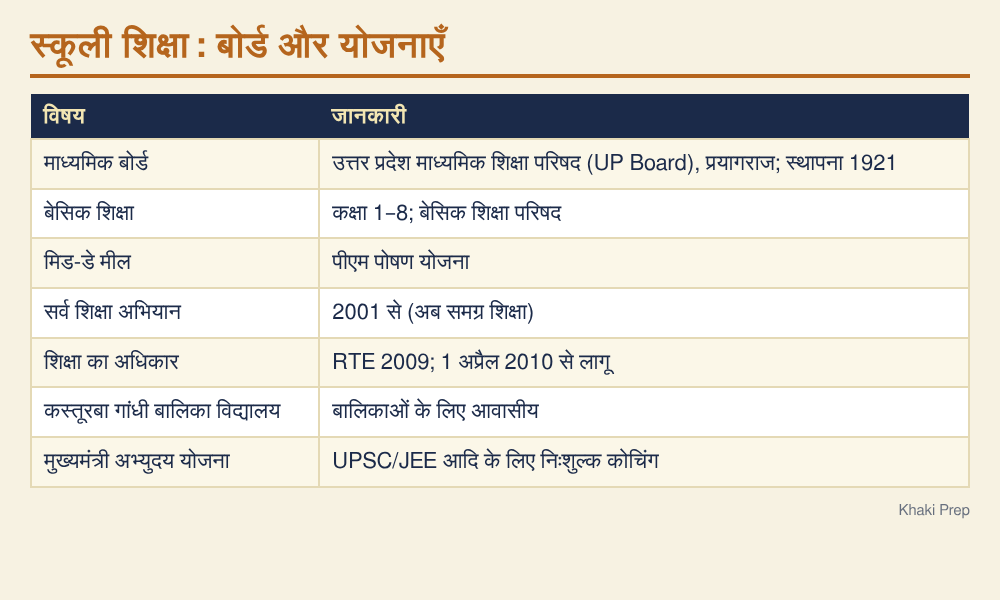 स्कूली शिक्षा : बोर्ड और योजनाएँ
विषय जानकारी
माध्यमिक बोर्ड उत्तर प्रदेश माध्यमिक शिक्षा परिषद (UP Board), प्रयागराज; स्थापना 1921
बेसिक शिक्षा कक्षा 1–8; बेसिक शिक्षा परिषद
मिड-डे मील पीएम पोषण योजना
सर्व शिक्षा अभियान 2001 से (अब समग्र शिक्षा)
शिक्षा का अधिकार RTE 2009; 1 अप्रैल 2010 से लागू
कस्तूरबा गांधी बालिका विद्यालय बालिकाओं के लिए आवासीय
मुख्यमंत्री अभ्युदय योजना UPSC/JEE आदि के लिए निःशुल्क कोचिंग
Khaki Prep